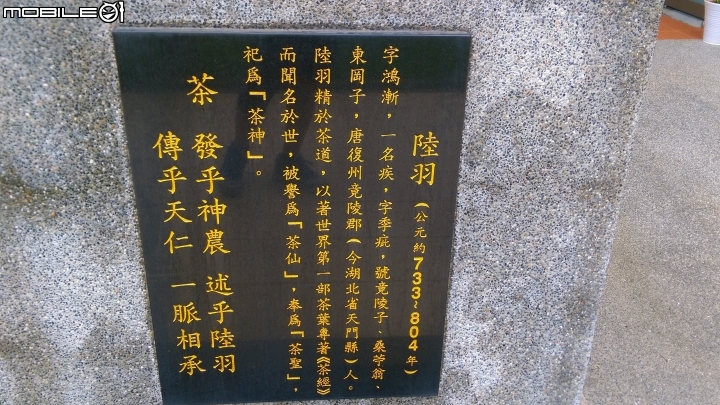 MOBILE01
陸羽(公元約733~804年)
字鴻漸，一名疾，字季疵，號竟陵子、桑苧翁、
東岡子，唐復州竟陵郡(今湖北省天門縣)人。
陸羽精於茶道，以著世界第一部茶葉專著《茶經》
而聞名於世，被譽爲「茶仙」，奉爲「茶聖」，
祀爲「茶神」。
茶 發乎神農 述乎陸羽
傳乎天仁 一脈相承